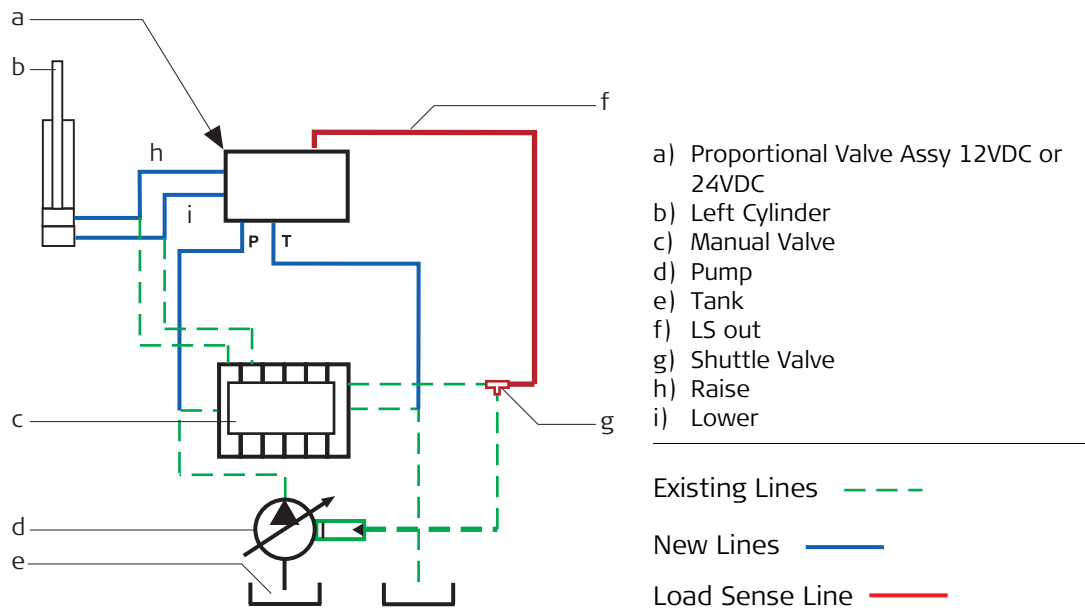 a
b
h
i
P T
f
c
g
d
e
a) Proportional Valve Assy 12VDC or
24VDC
b) Left Cylinder
c) Manual Valve
d) Pump
e) Tank
f) LS out
g) Shuttle Valve
h) Raise
i) Lower
Existing Lines
New Lines
Load Sense Line